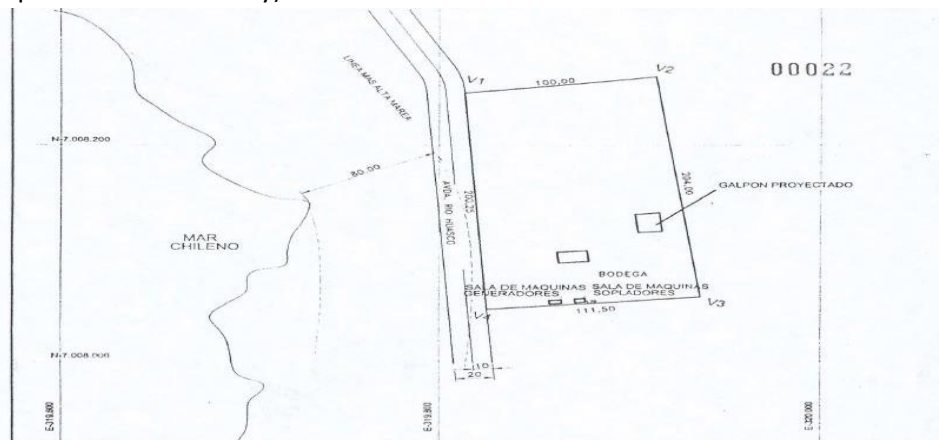 00022
V1
100,00
V2
LINEA MAS ALTA MAREA
N-7.008.200
80.00
AVDA. RIO HUASCO
200,25
204,00
GALPON PROYECTADO
MAR
CHILENO
BODEGA
SALA DE MAQUINAS
GENERADORES
SALA DE MAQUINAS
SOPLADORES
V4
111,50
V3
N-7.008.000
10
20
E-319.600
E-319.800
E-320.000